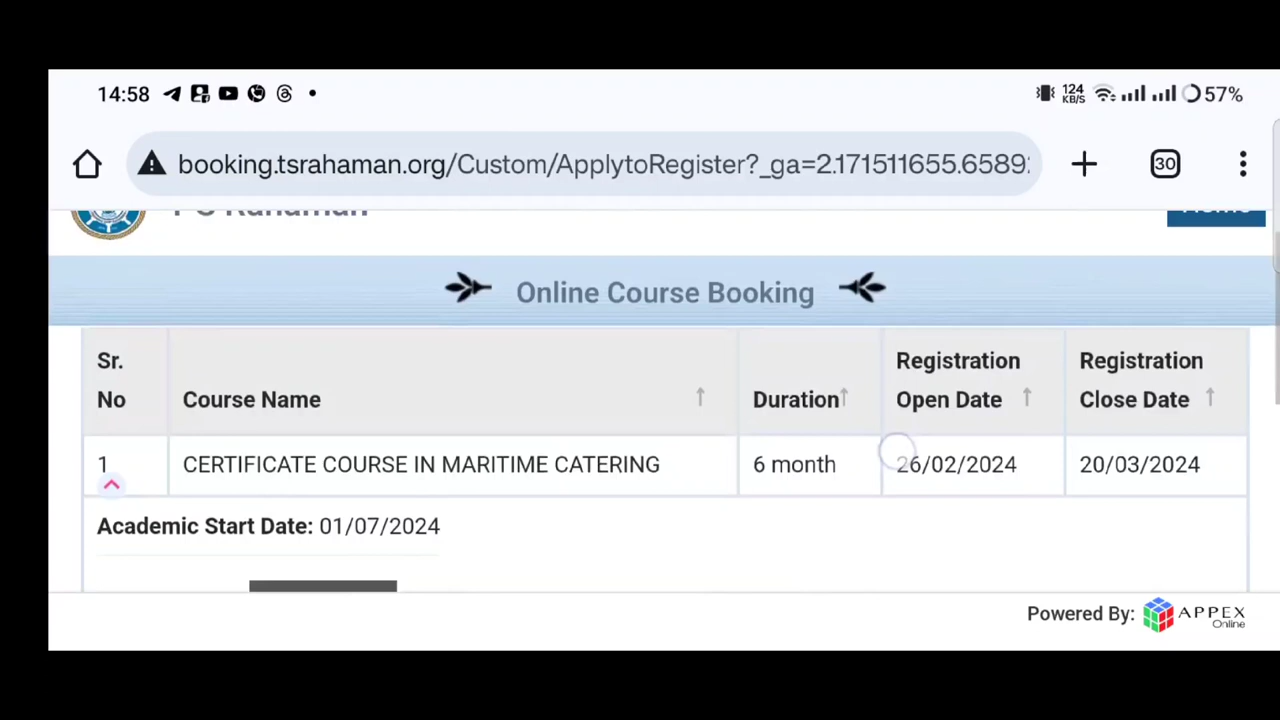 14:58 124 KB/S 57%
booking.tsrahaman.org/Custom/ApplytoRegister?_ga=2.171511655.6589
30
Online Course Booking
Sr. No Course Name Duration Registration Open Date Registration Close Date
1 CERTIFICATE COURSE IN MARITIME CATERING 6 month 26/02/2024 20/03/2024
Academic Start Date: 01/07/2024
Powered By: APPEX Online